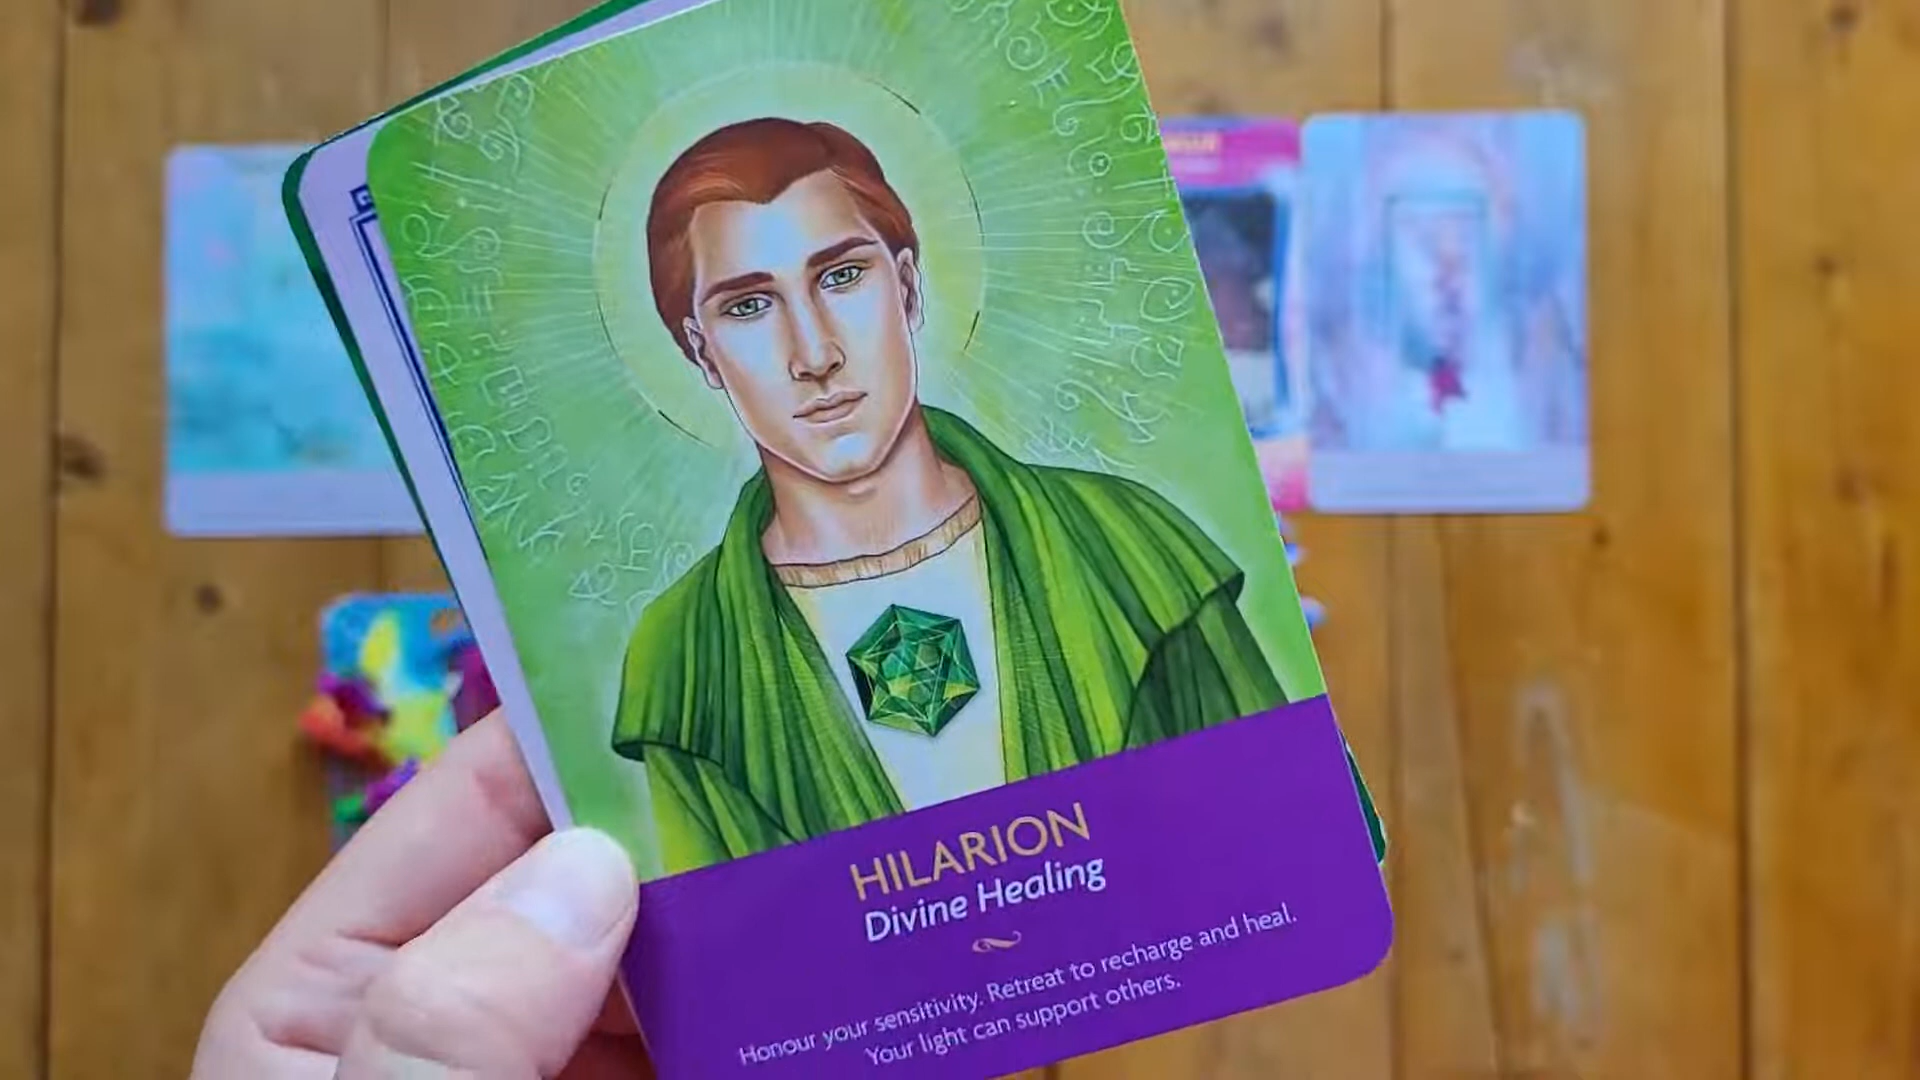 HILARION
Divine Healing
Honour your sensitivity. Retreat to recharge and heal.
Your light can support others.